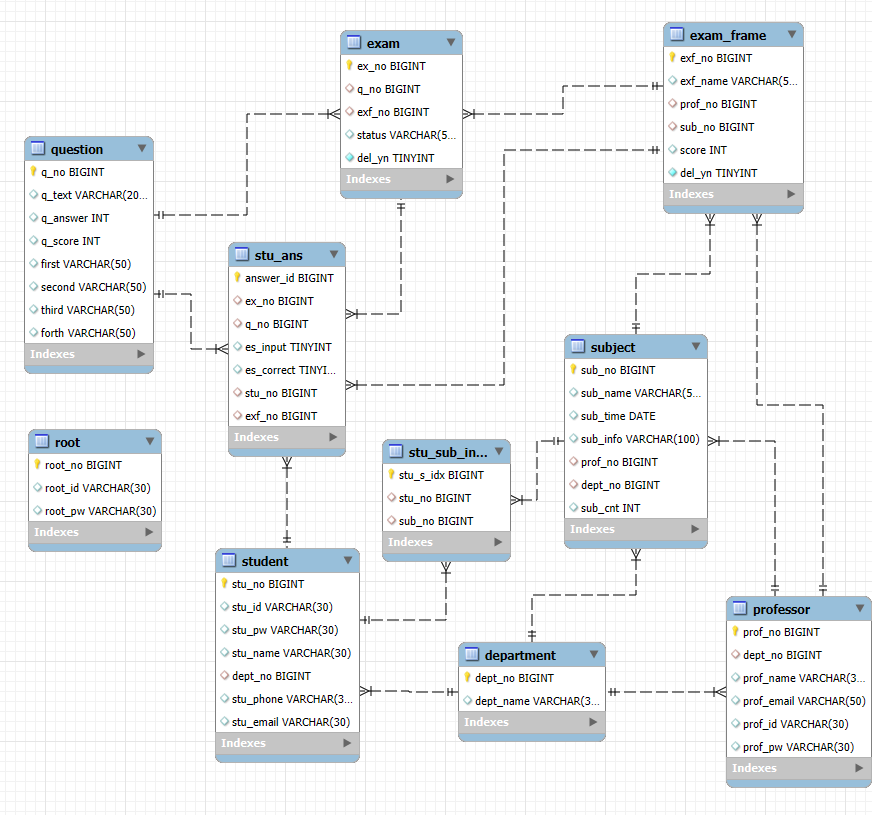 exam
ex_no BIGINT
q_no BIGINT
exf_no BIGINT
status VARCHAR(5...
del_yn TINYINT
Indexes
exam_frame
exf_no BIGINT
exf_name VARCHAR(5...
prof_no BIGINT
sub_no BIGINT
score INT
del_yn TINYINT
Indexes
question
q_no BIGINT
q_text VARCHAR(20...
q_answer INT
q_score INT
first VARCHAR(50)
second VARCHAR(50)
third VARCHAR(50)
forth VARCHAR(50)
Indexes
stu_ans
answer_id BIGINT
ex_no BIGINT
q_no BIGINT
es_input TINYINT
es_correct TINYI...
stu_no BIGINT
exf_no BIGINT
Indexes
subject
sub_no BIGINT
sub_name VARCHAR(5...
sub_time DATE
sub_info VARCHAR(100)
prof_no BIGINT
dept_no BIGINT
sub_cnt INT
Indexes
root
root_no BIGINT
root_id VARCHAR(30)
root_pw VARCHAR(30)
Indexes
stu_sub_in...
stu_s_idx BIGINT
stu_no BIGINT
sub_no BIGINT
Indexes
student
stu_no BIGINT
stu_id VARCHAR(30)
stu_pw VARCHAR(30)
stu_name VARCHAR(30)
dept_no BIGINT
stu_phone VARCHAR(3...
stu_email VARCHAR(30)
Indexes
department
dept_no BIGINT
dept_name VARCHAR(3...
Indexes
professor
prof_no BIGINT
dept_no BIGINT
prof_name VARCHAR(3...
prof_email VARCHAR(50)
prof_id VARCHAR(30)
prof_pw VARCHAR(30)
Indexes